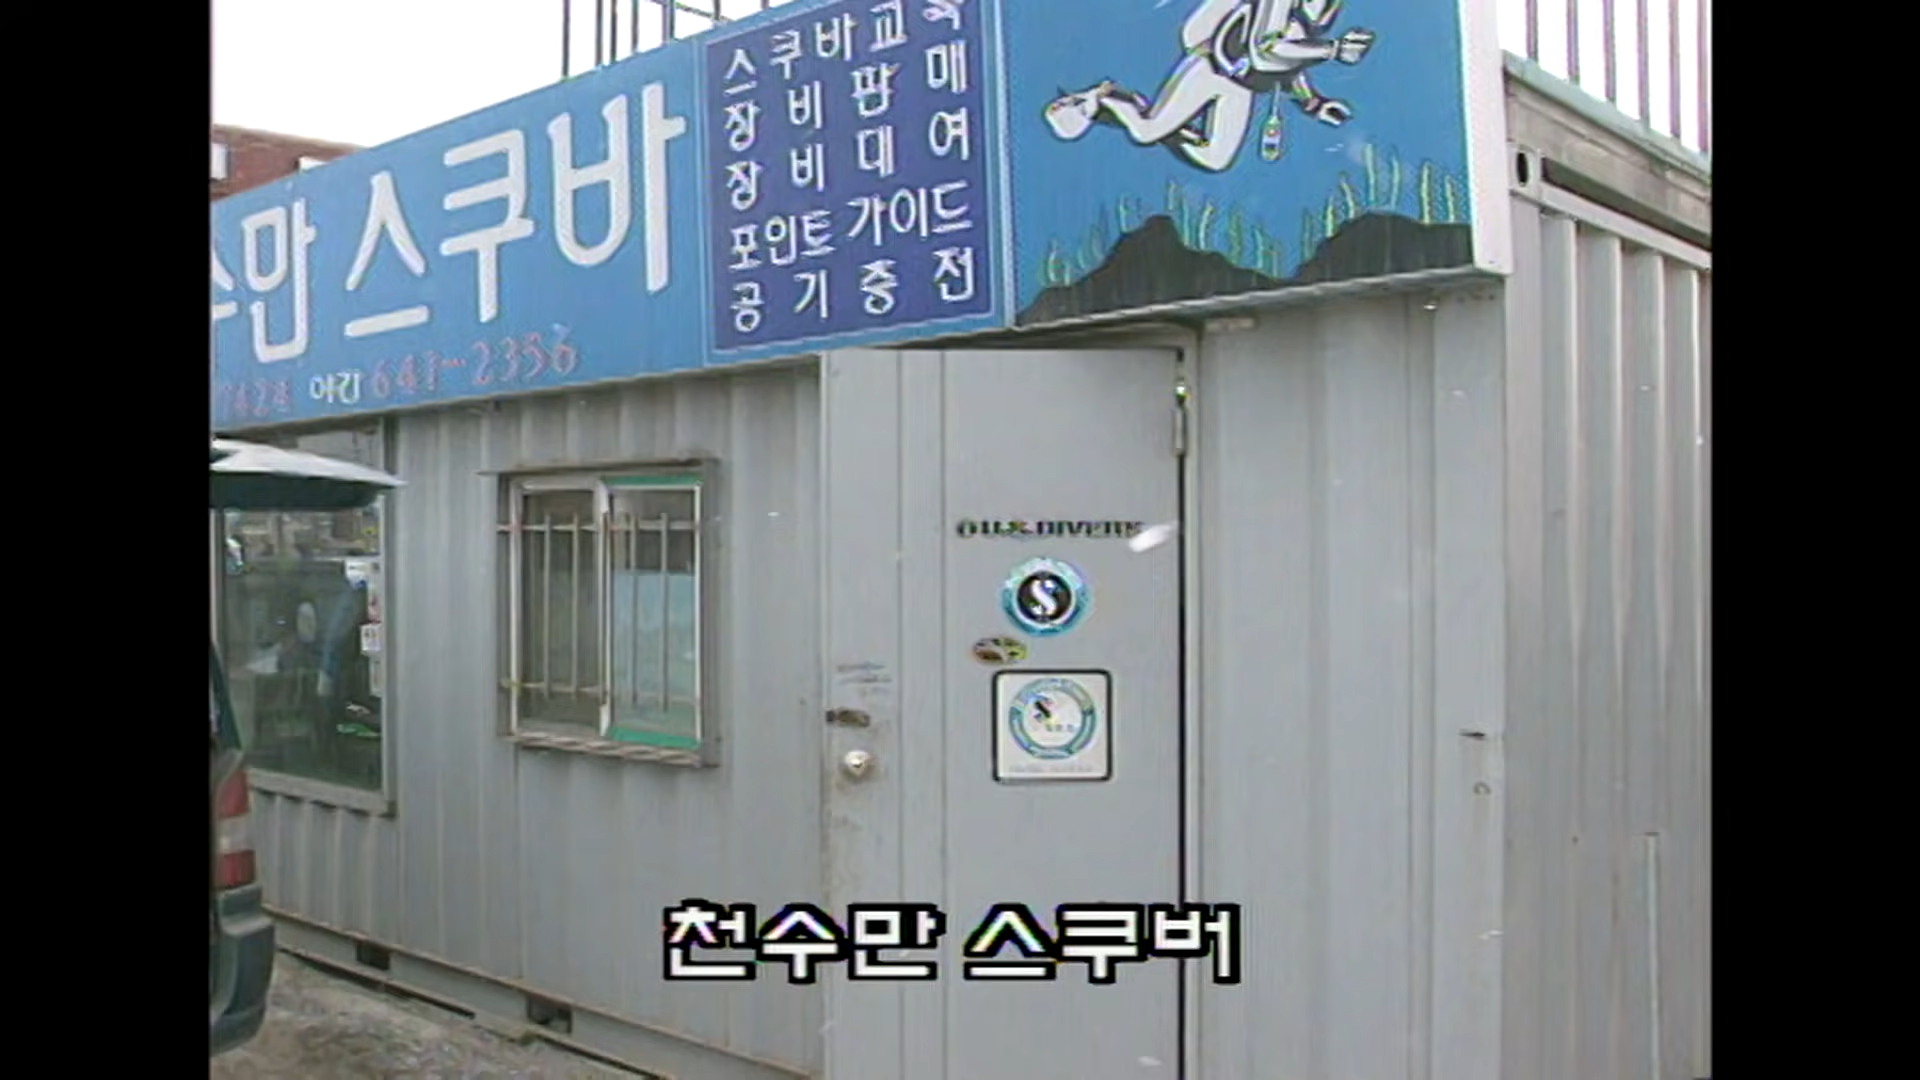 수만 스쿠바
야간 641-2356
스쿠바교육
장비판매
장비대여
포인트 가이드
공기충전
천수만 스쿠버